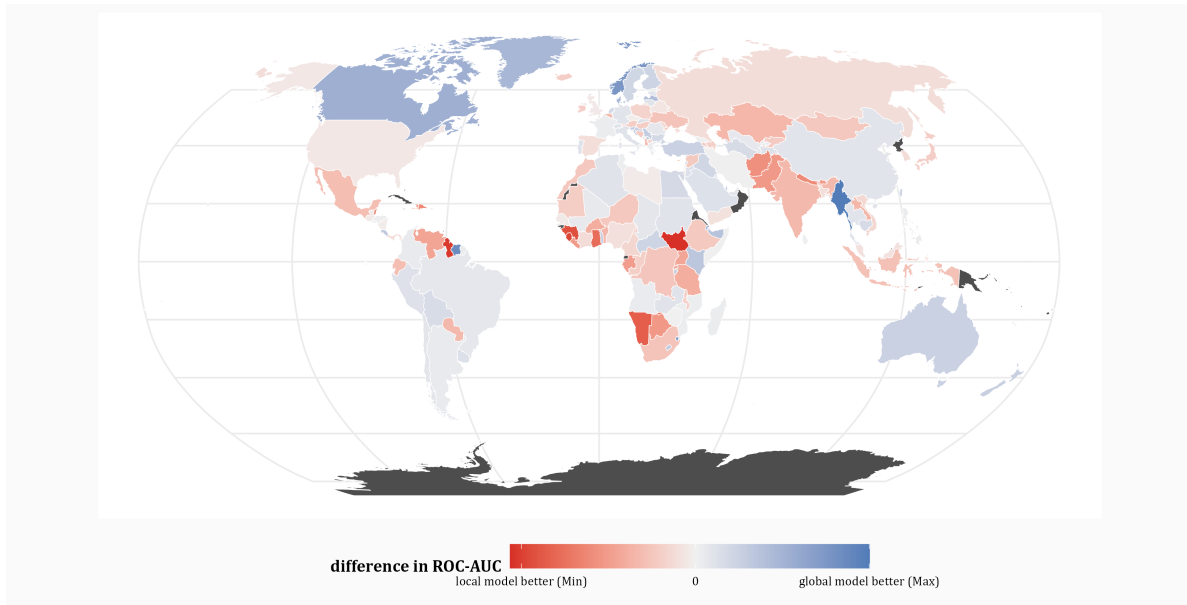 difference in ROC-AUC
local model better (Min) 0 global model better (Max)